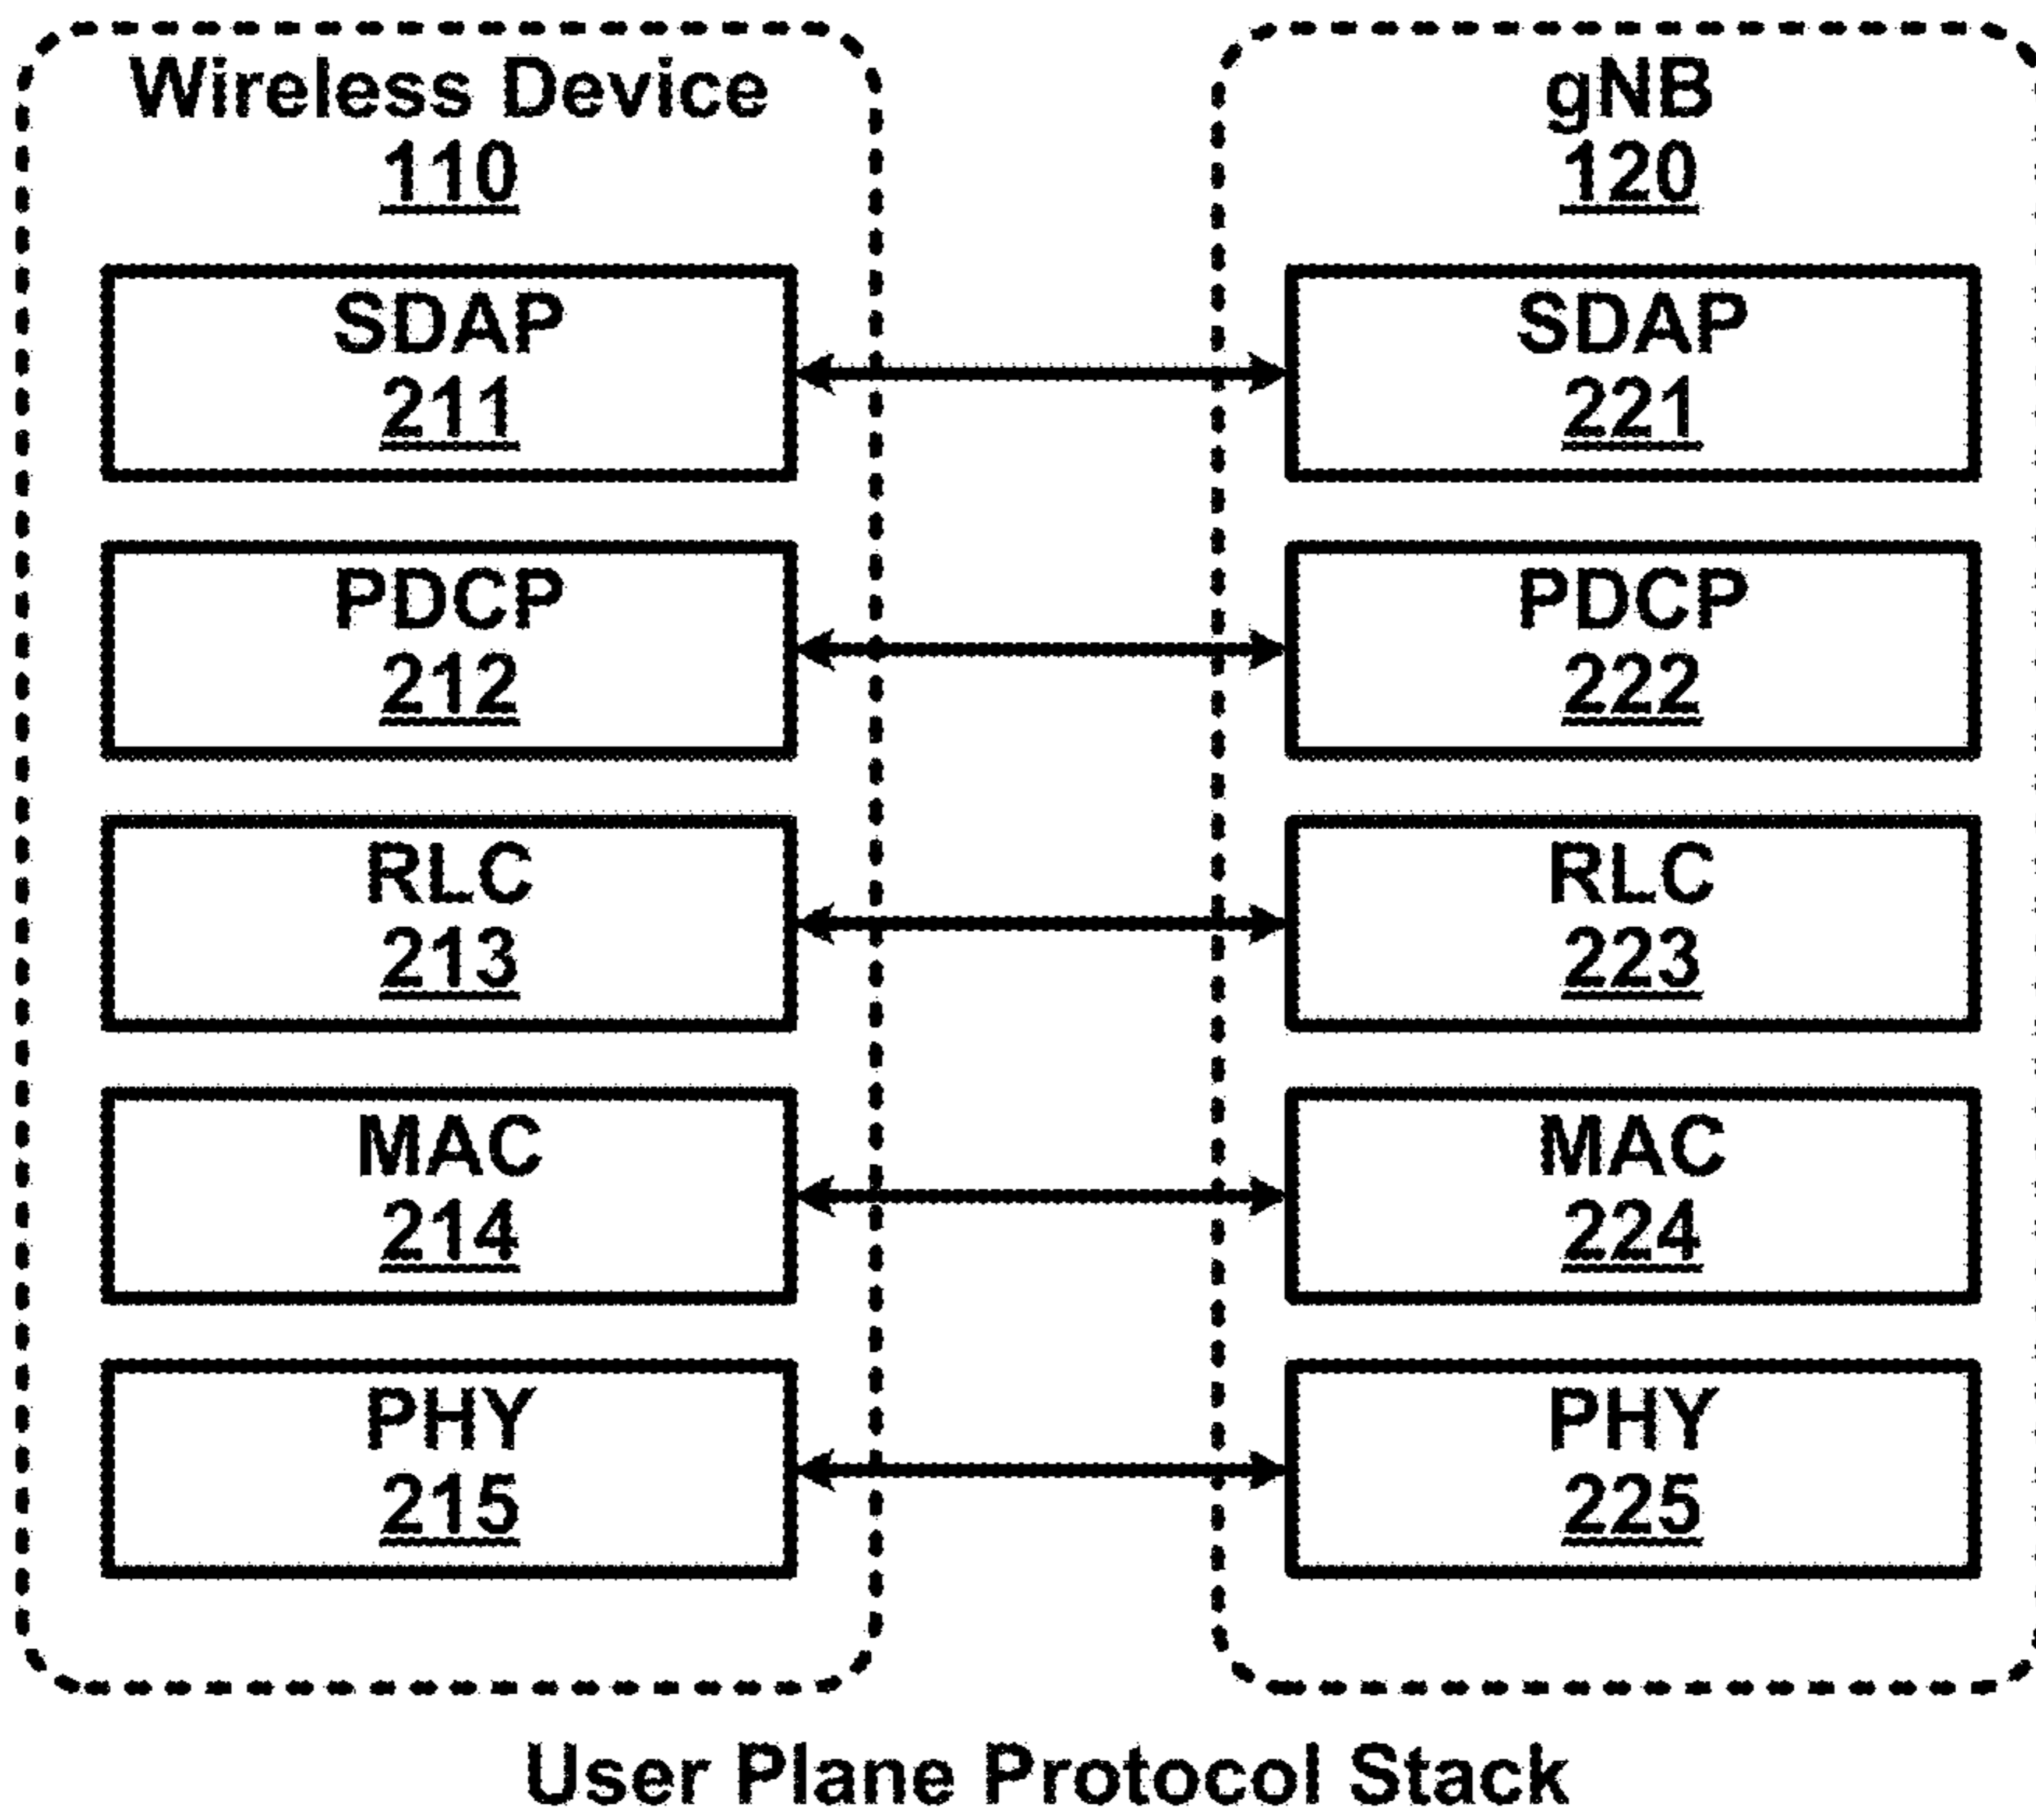 Wireless Device
110
SDAP
211
PDCP
212
RLC
213
MAC
214
PHY
215
gNB
120
SDAP
221
PDCP
222
RLC
223
MAC
224
PHY
225
User Plane Protocol Stack